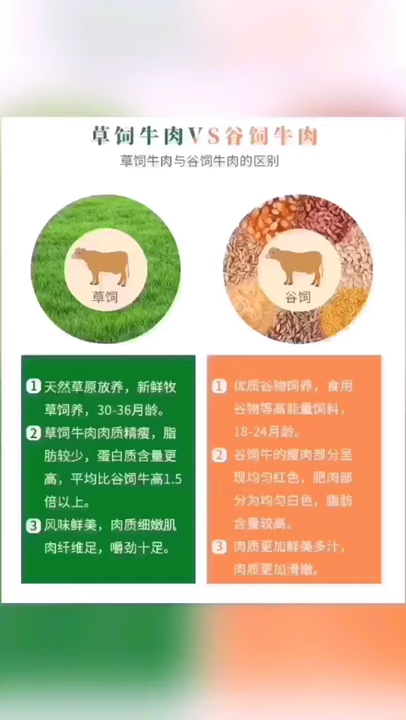 草饲牛肉VS谷饲牛肉
草饲牛肉与谷饲牛肉的区别
草饲
谷饲
1 天然草原放养，新鲜牧
草饲养，30-36月龄。
2 草饲牛肉肉质精瘦，脂
肪较少，蛋白质含量更
高，平均比谷饲牛高1.5
倍以上。
3 风味鲜美，肉质细嫩肌
肉纤维足，嚼劲十足。
1 优质谷物饲养，食用
谷物等高能量饲料，
18-24月龄。
2 谷饲牛的瘦肉部分呈
现均匀红色，肥肉部
分为均匀白色，脂肪
含量较高。
3 肉质更加鲜美多汁，
肉质更加滑嫩。